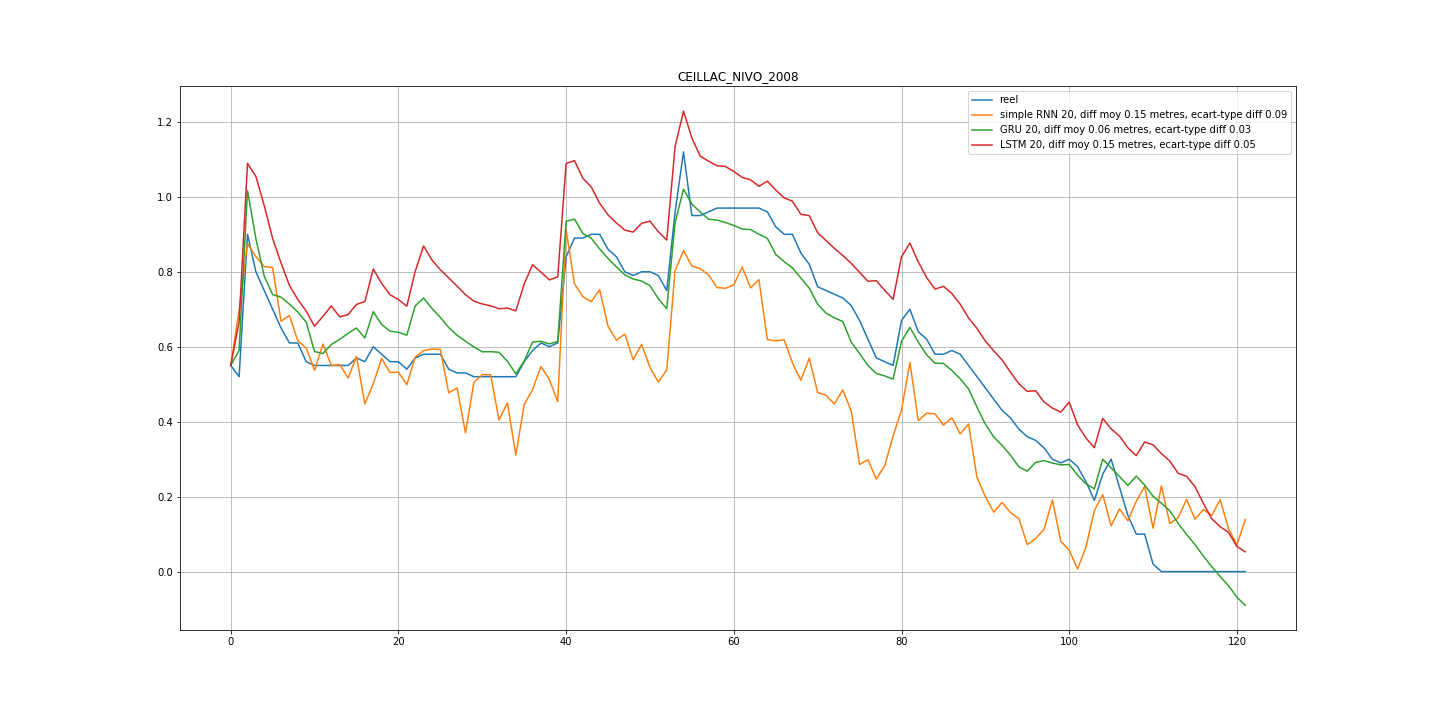 CEILLAC_NIVO_2008
reel
simple RNN 20, diff moy 0.15 metres, ecart-type diff 0.09
GRU 20, diff moy 0.06 metres, ecart-type diff 0.03
LSTM 20, diff moy 0.15 metres, ecart-type diff 0.05
1.2
1.0
0.8
0.6
0.4
0.2
0.0
0 20 40 60 80 100 120